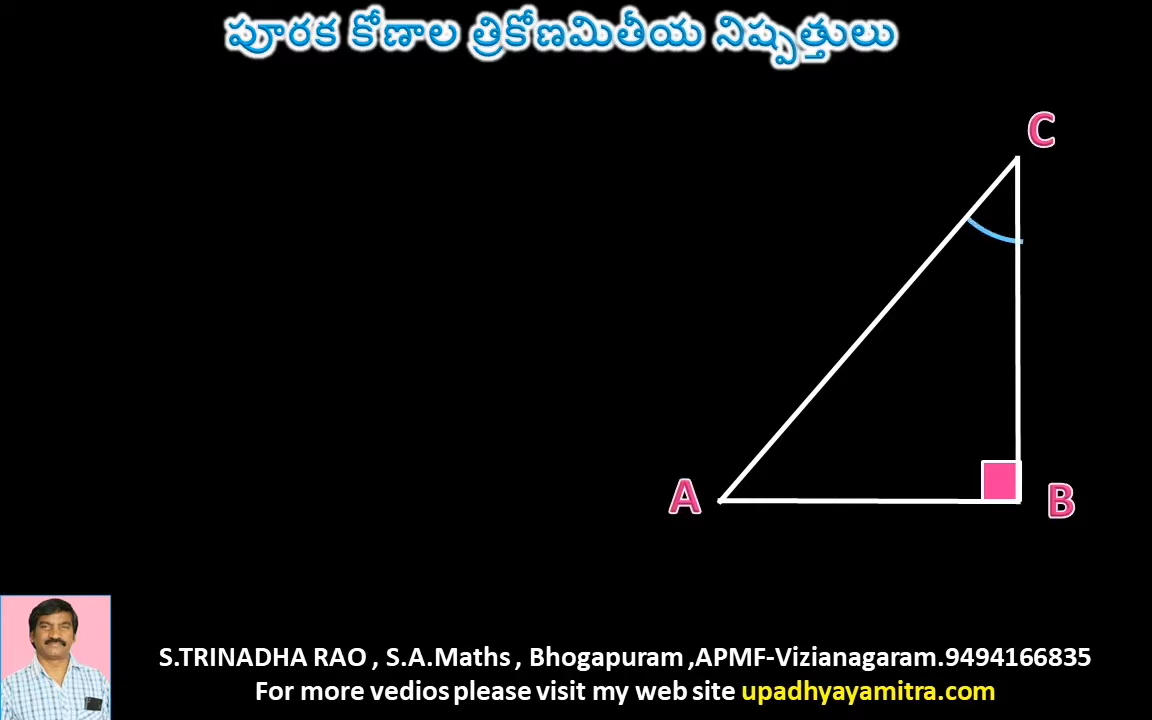 పూరక కోణాల త్రికోణమితీయ నిష్పత్తులు
C
A
B
S.TRINADHA RAO , S.A.Maths , Bhogapuram ,APMF-Vizianagaram.9494166835
For more vedios please visit my web site upadhyayamitra.com